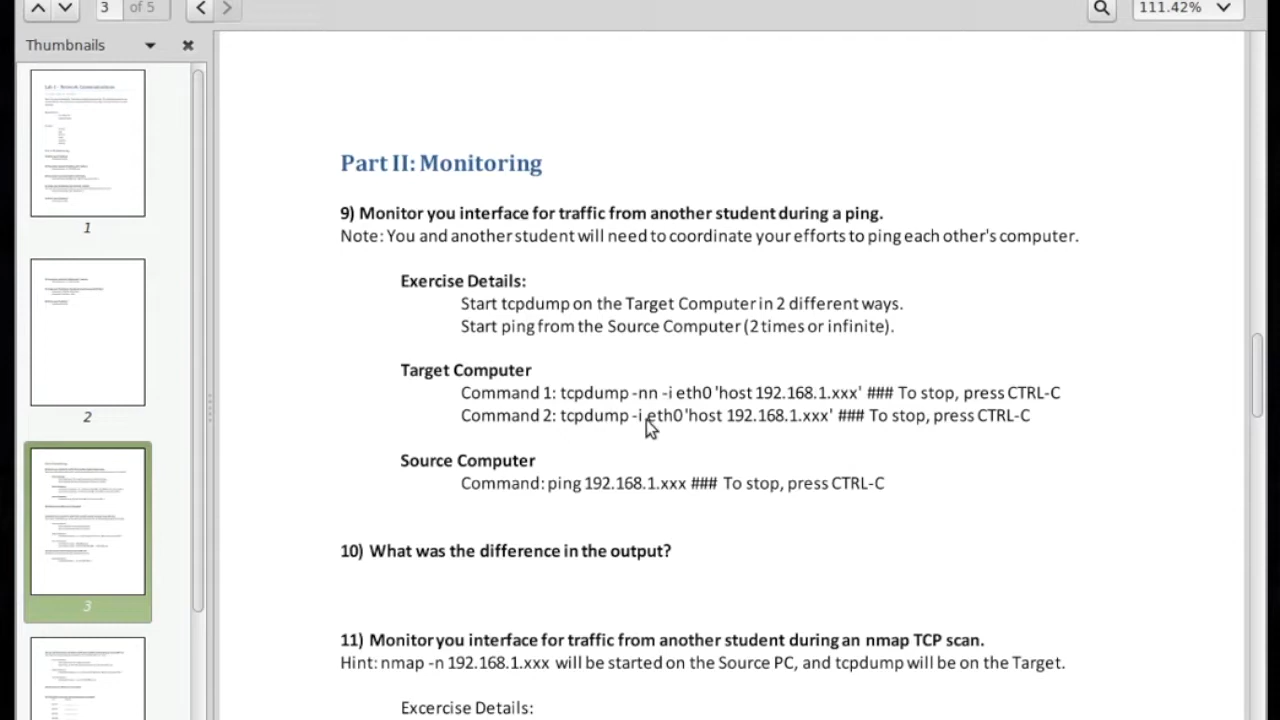 3 of 5
111.42%
Thumbnails
1
2
3
Part II: Monitoring
9) Monitor you interface for traffic from another student during a ping.
Note: You and another student will need to coordinate your efforts to ping each other's computer.
Exercise Details:
Start tcpdump on the Target Computer in 2 different ways.
Start ping from the Source Computer (2 times or infinite).
Target Computer
Command 1: tcpdump -nn -i eth0 'host 192.168.1.xxx' ### To stop, press CTRL-C
Command 2: tcpdump -i eth0 'host 192.168.1.xxx' ### To stop, press CTRL-C
Source Computer
Command: ping 192.168.1.xxx ### To stop, press CTRL-C
10) What was the difference in the output?
11) Monitor you interface for traffic from another student during an nmap TCP scan.
Hint: nmap -n 192.168.1.xxx will be started on the Source PC, and tcpdump will be on the Target.
Excercise Details: